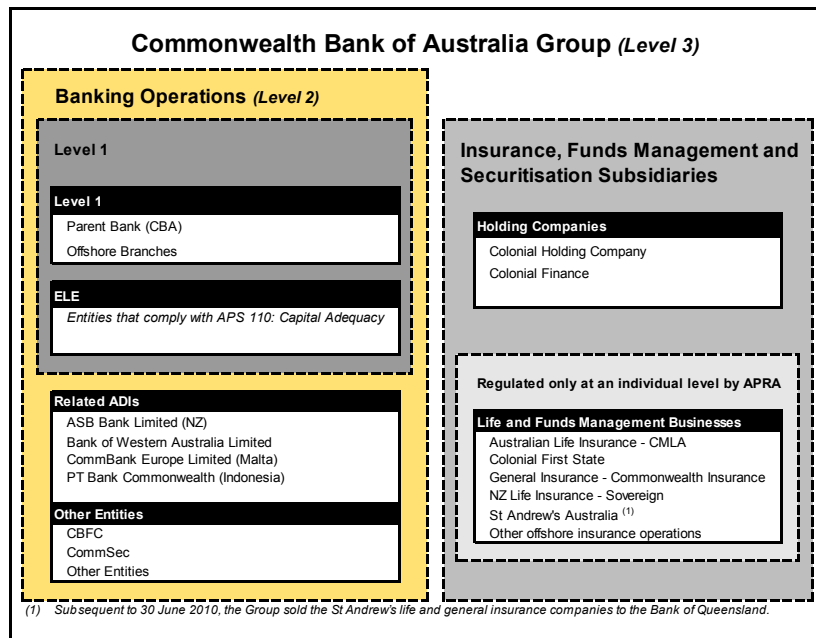 Commonwealth Bank of Australia Group (Level 3)
Banking Operations (Level 2)
Level 1
Level 1
Parent Bank (CBA)
Offshore Branches
ELE
Entities that comply with APS 110: Capital Adequacy
Related ADIs
ASB Bank Limited (NZ)
Bank of Western Australia Limited
CommBank Europe Limited (Malta)
PT Bank Commonwealth (Indonesia)
Other Entities
CBFC
CommSec
Other Entities
Insurance, Funds Management and
Securitisation Subsidiaries
Holding Companies
Colonial Holding Company
Colonial Finance
Regulated only at an individual level by APRA
Life and Funds Management Businesses
Australian Life Insurance - CMLA
Colonial First State
General Insurance - Commonwealth Insurance
NZ Life Insurance - Sovereign
St Andrew's Australia (1)
Other offshore insurance operations
(1) Subsequent to 30 June 2010, the Group sold the St Andrew's life and general insurance companies to the Bank of Queensland.